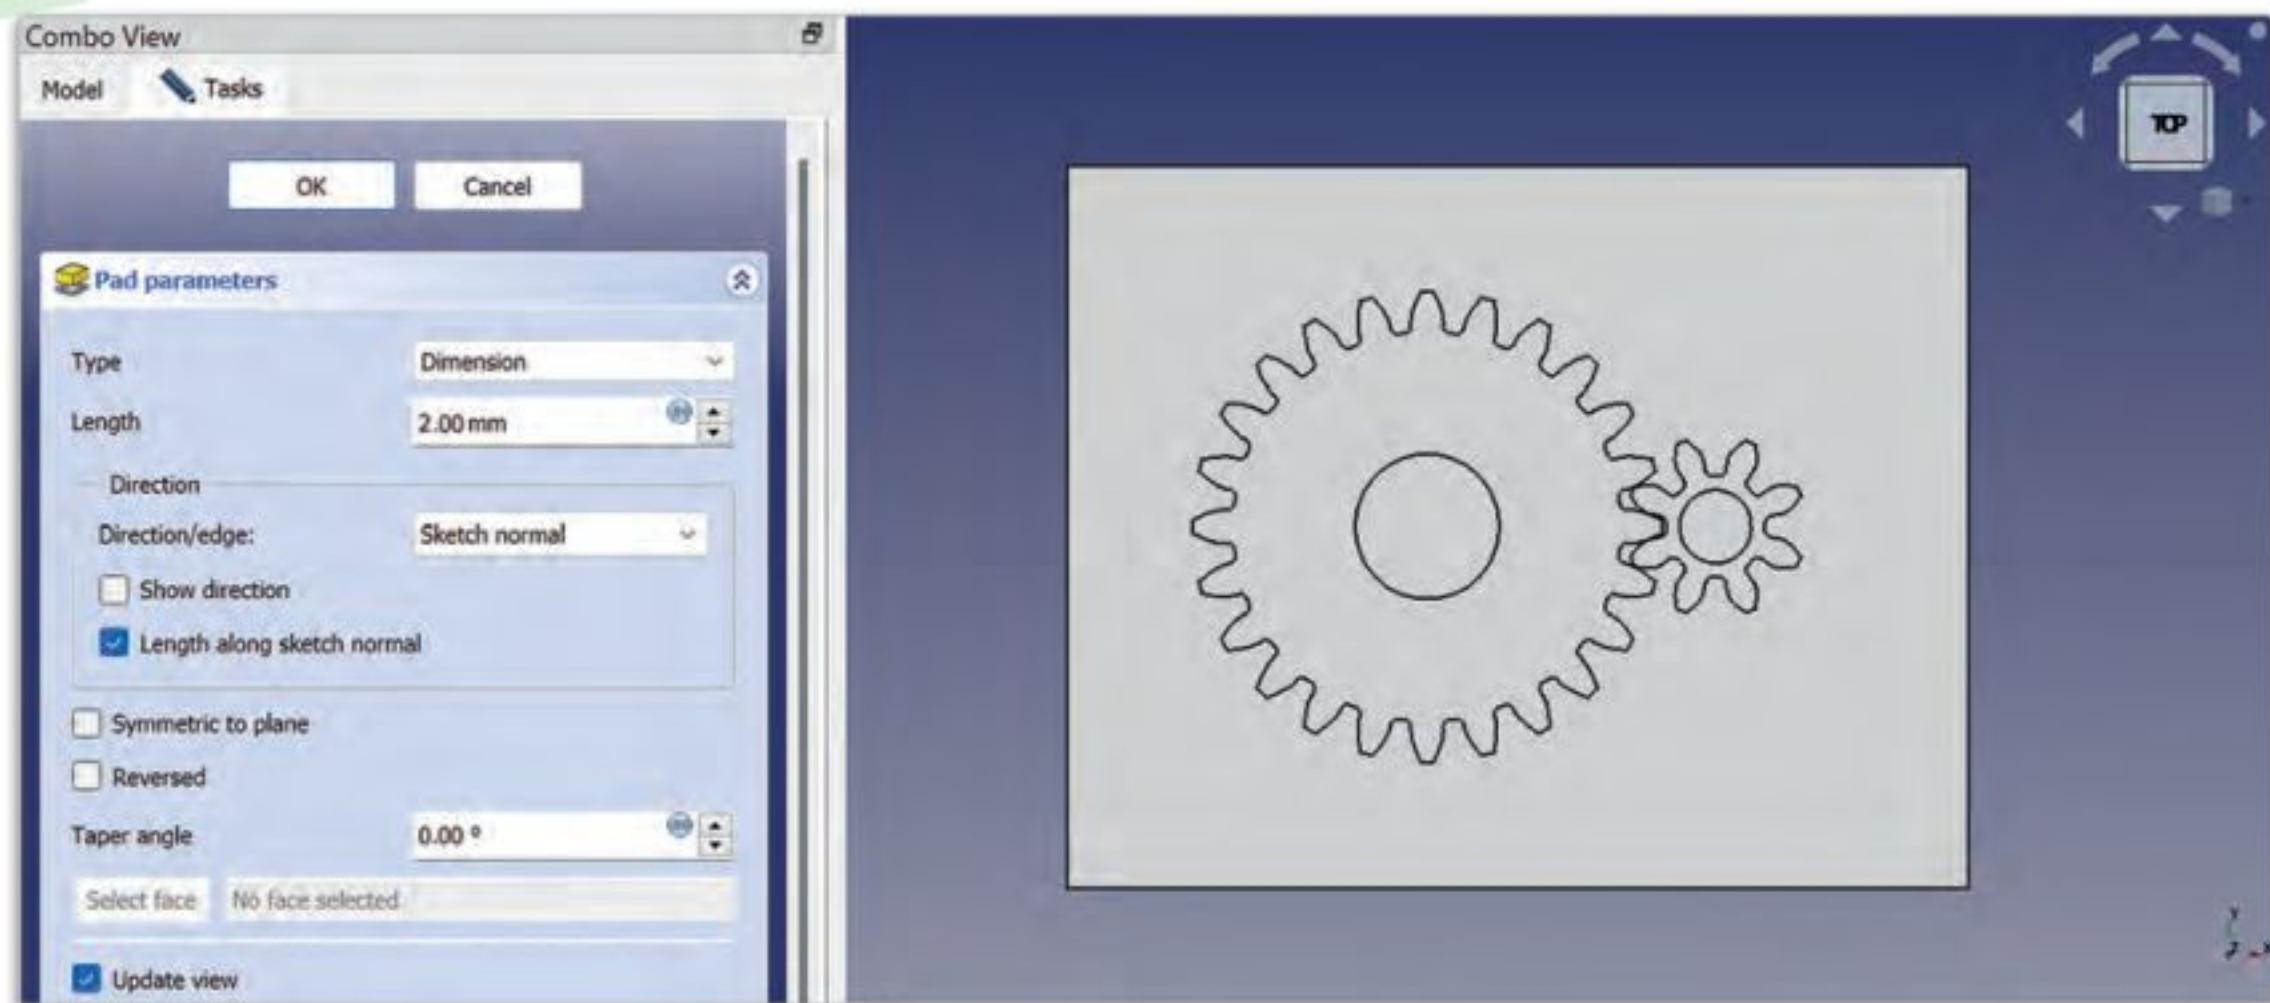 Combo View
Model Tasks
OK Cancel
Pad parameters
Type Dimension
Length 2.00 mm
Direction
Direction/edge: Sketch normal
Show direction
Length along sketch normal
Symmetric to plane
Reversed
Taper angle 0.00 °
Select face No face selected
Update view
TOP
Y
Z X